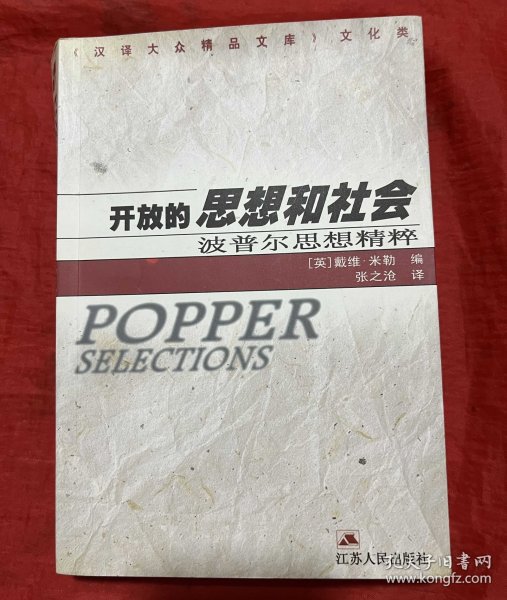 《汉译大众精品文库》文化类
开放的思想和社会
波普尔思想精粹
[英]戴维·米勒 编
张之沧 译
POPPER
SELECTIONS
江苏人民出版社
孔夫子旧书网
www.kongfz.com